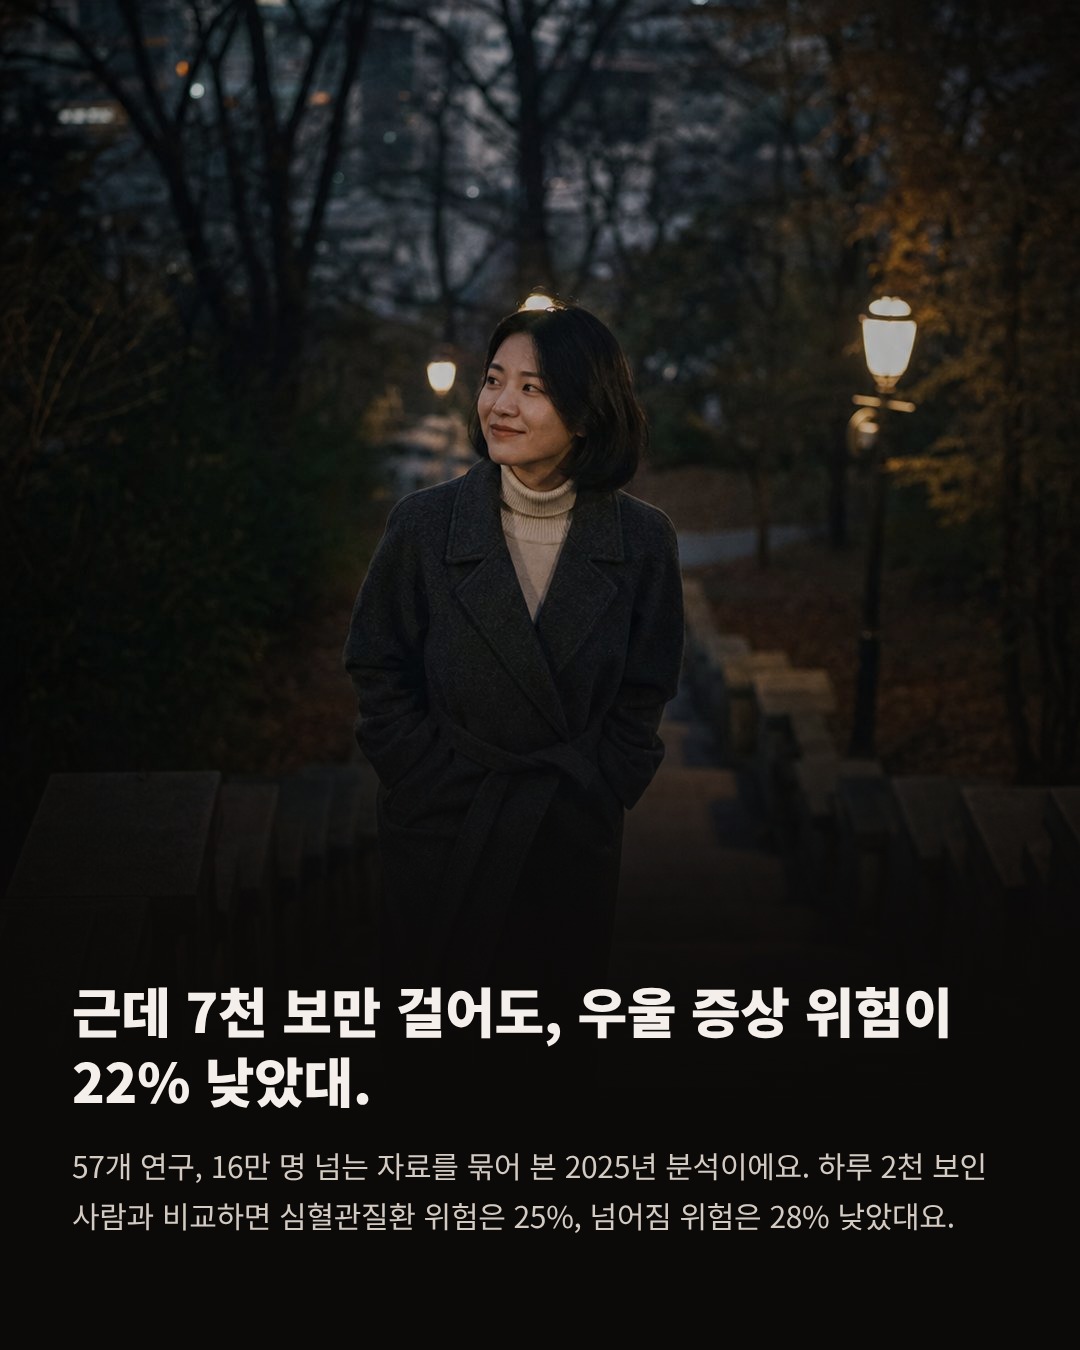 근데 7천 보만 걸어도, 우울 증상 위험이
22% 낮았대.
57개 연구, 16만 명 넘는 자료를 묶어 본 2025년 분석이에요. 하루 2천 보인
사람과 비교하면 심혈관질환 위험은 25%, 넘어짐 위험은 28% 낮았대요.